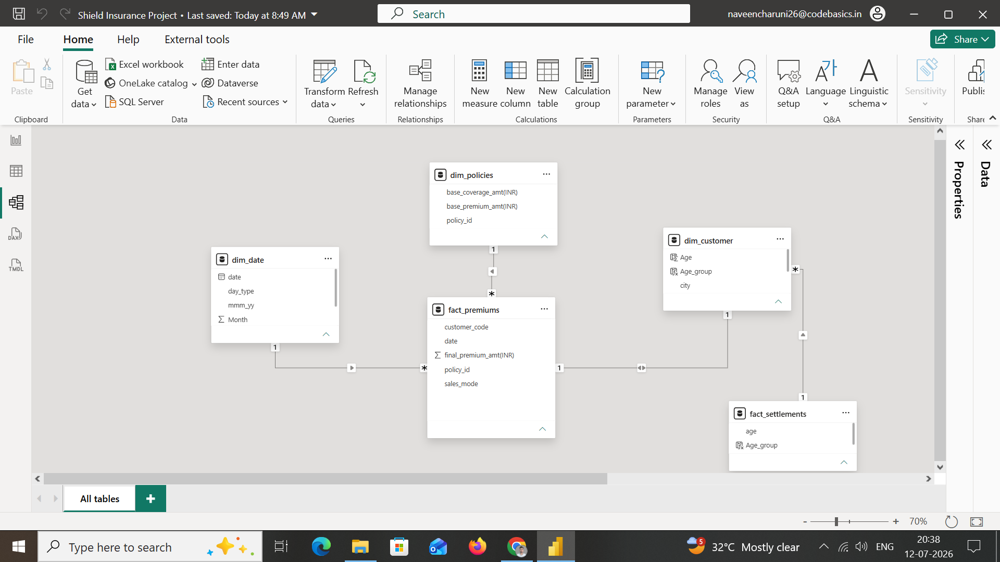 Shield Insurance Project • Last saved: Today at 8:49 AM
Search
naveencharuni26@codebasics.in
File
Home
Help
External tools
Share
Paste
Clipboard
Get data
Excel workbook
OneLake catalog
SQL Server
Enter data
Dataverse
Recent sources
Data
Transform data
Refresh
Queries
Manage relationships
Relationships
New measure
New column
New table
Calculation group
Calculations
New parameter
Parameters
Manage roles
View as
Security
Q&A setup
Language
Linguistic schema
Q&A
Sensitivity
Sensitivity
Publis
Share
DAX
TMDL
dim_policies
base_coverage_amt(INR)
base_premium_amt(INR)
policy_id
1
*
dim_date
date
day_type
mmm_yy
Σ Month
1
*
fact_premiums
customer_code
date
Σ final_premium_amt(INR)
policy_id
sales_mode
1
dim_customer
Age
Age_group
city
1
*
1
fact_settlements
age
Age_group
Properties
Data
All tables
+
- + 70%
Type here to search
5
32°C Mostly clear
ENG
20:38
12-07-2026